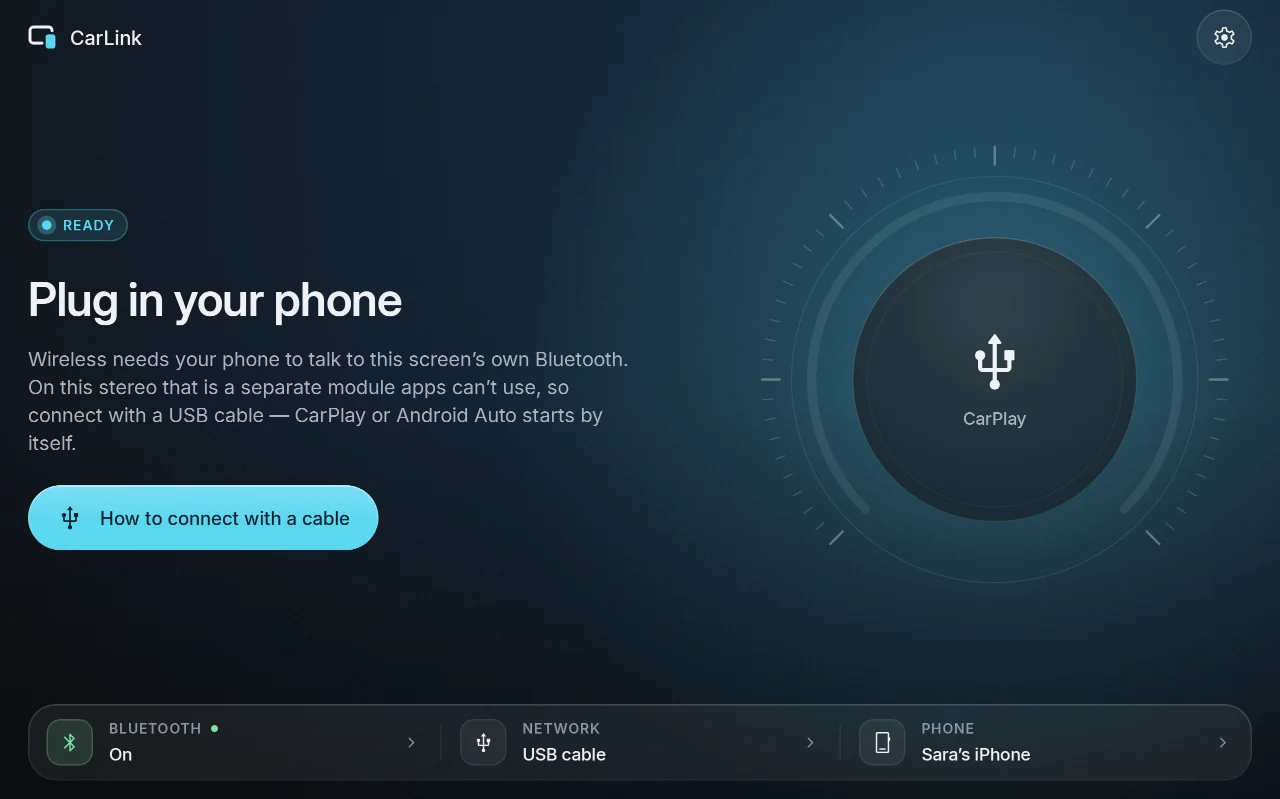 CarLink
READY
Plug in your phone
Wireless needs your phone to talk to this screen’s own Bluetooth.
On this stereo that is a separate module apps can’t use, so
connect with a USB cable — CarPlay or Android Auto starts by
itself.
How to connect with a cable
CarPlay
BLUETOOTH
On
NETWORK
USB cable
PHONE
Sara’s iPhone